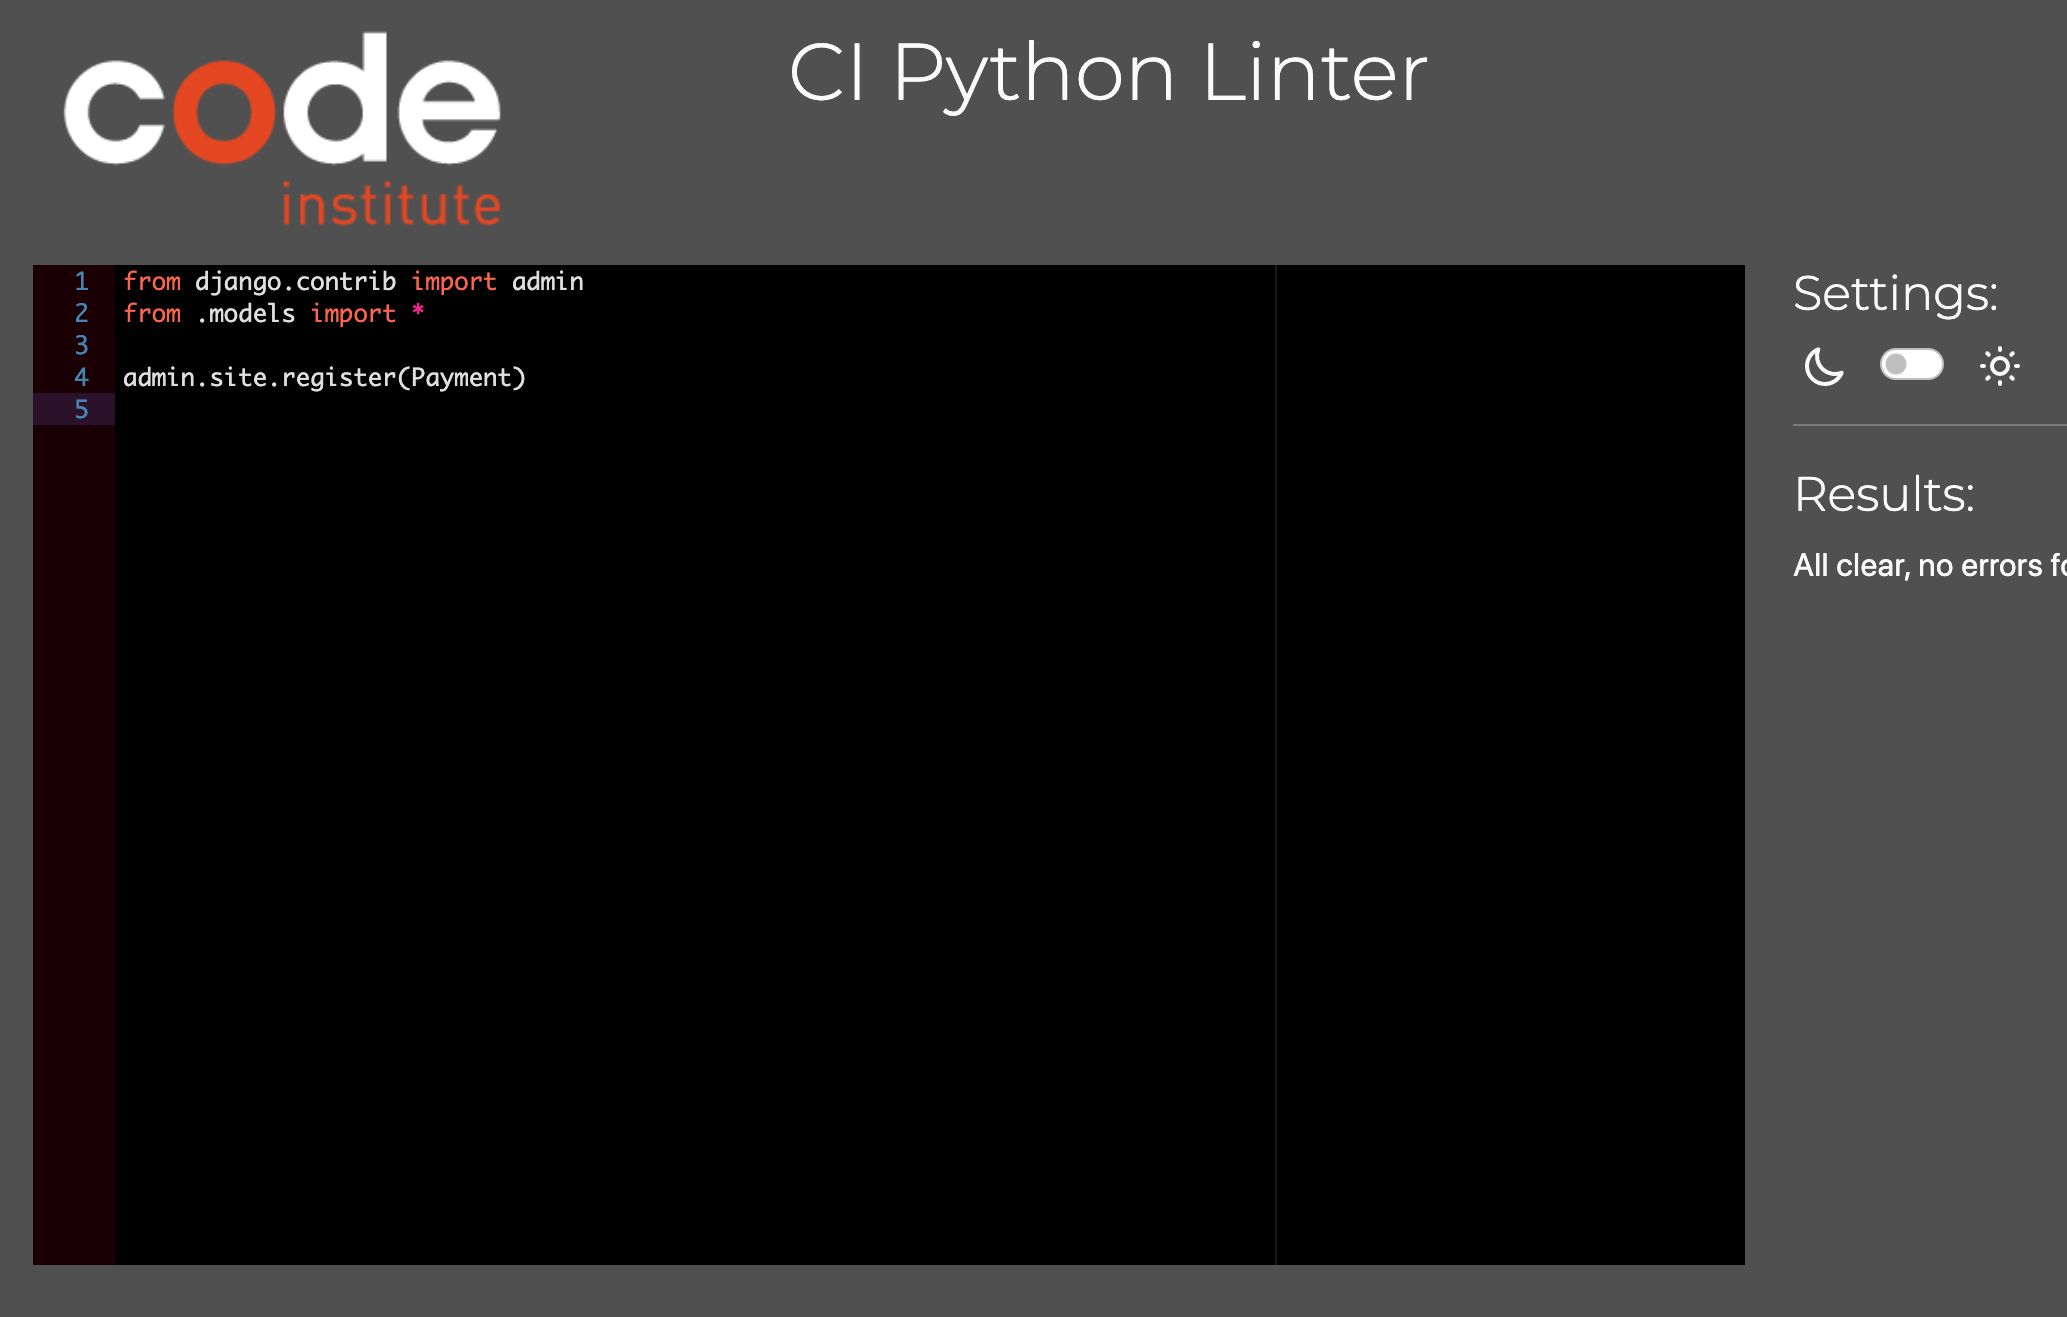 code
institute
CI Python Linter
1 from django.contrib import admin
2 from .models import *
3
4 admin.site.register(Payment)
5
Settings:
Results:
All clear, no errors